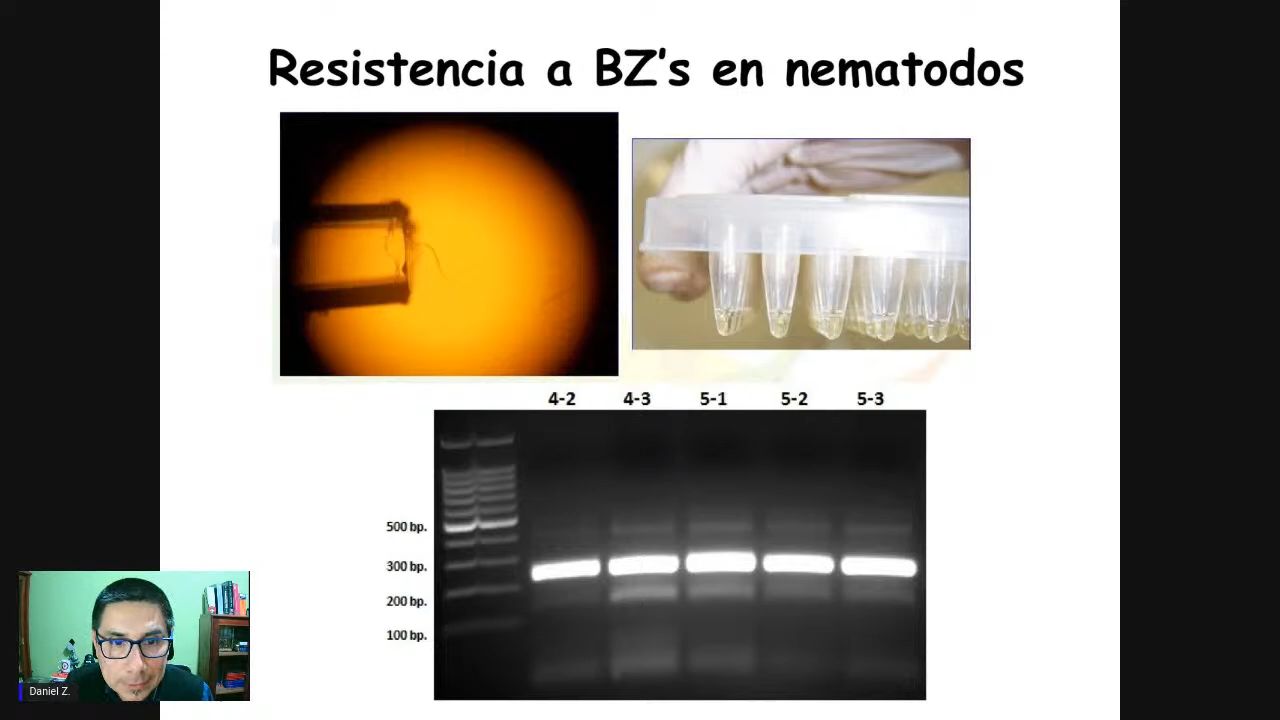 Resistencia a BZ's en nematodos
4-2 4-3 5-1 5-2 5-3
500 bp.
300 bp.
200 bp.
100 bp.
Daniel Z.